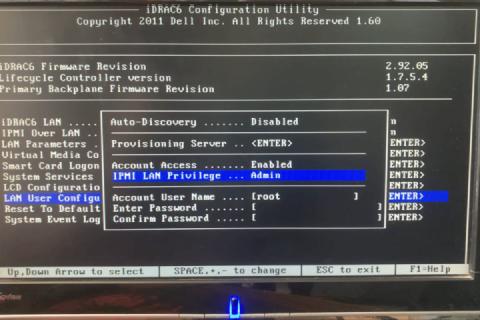 iDRAC6 Configuration Utility
Copyright 2011 Dell Inc. All Rights Reserved 1.60
iDRAC6 Firmware Revision 2.92.05
Lifecycle Controller version 1.7.5.4
Primary Backplane Firmware Revision 1.07
iDRAC6 LAN ..... n
IPMI Over LAN .. n
LAN Parameters . ENTER>
Virtual Media Co ENTER>
Smart Card Logon ENTER>
System Services ENTER>
LCD Configuratio ENTER>
LAN User Configu ENTER>
Reset To Default ENTER>
System Event Log ENTER>
Auto-Discovery ....... Disabled
Provisioning Server .. <ENTER>
Account Access ....... Enabled
IPMI LAN Privilege ... Admin
Account User Name .... [root ]
Enter Password ....... [ ]
Confirm Password ..... [ ]
Up,Down Arrow to select SPACE,+,- to change ESC to exit F1=Help